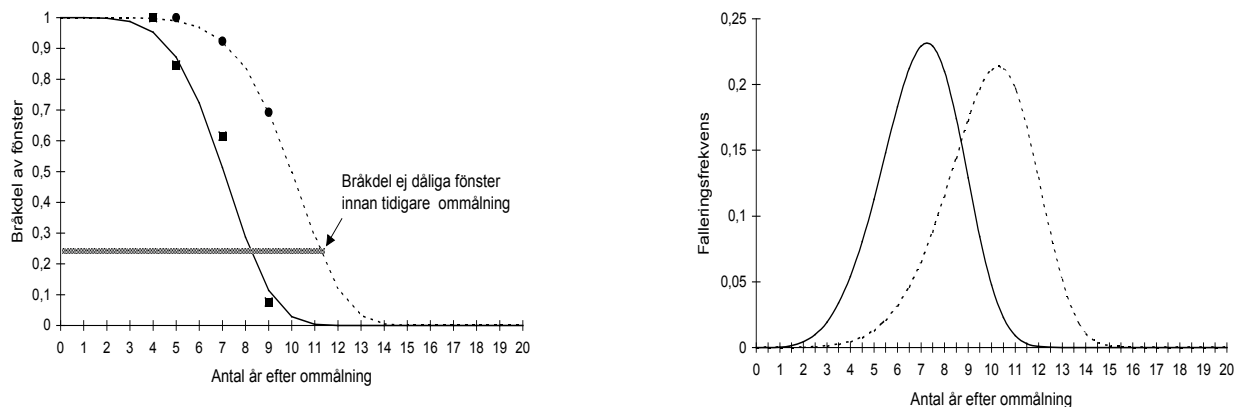 Bråkdel av fönster
1
0,9
0,8
0,7
0,6
0,5
0,4
0,3
0,2
0,1
0
0 1 2 3 4 5 6 7 8 9 10 11 12 13 14 15 16 17 18 19 20
Antal år efter ommålning
Bråkdel ej dåliga fönster
innan tidigare ommålning
Falleringsfrekvens
0,25
0,2
0,15
0,1
0,05
0
0 1 2 3 4 5 6 7 8 9 10 11 12 13 14 15 16 17 18 19 20
Antal år efter ommålning